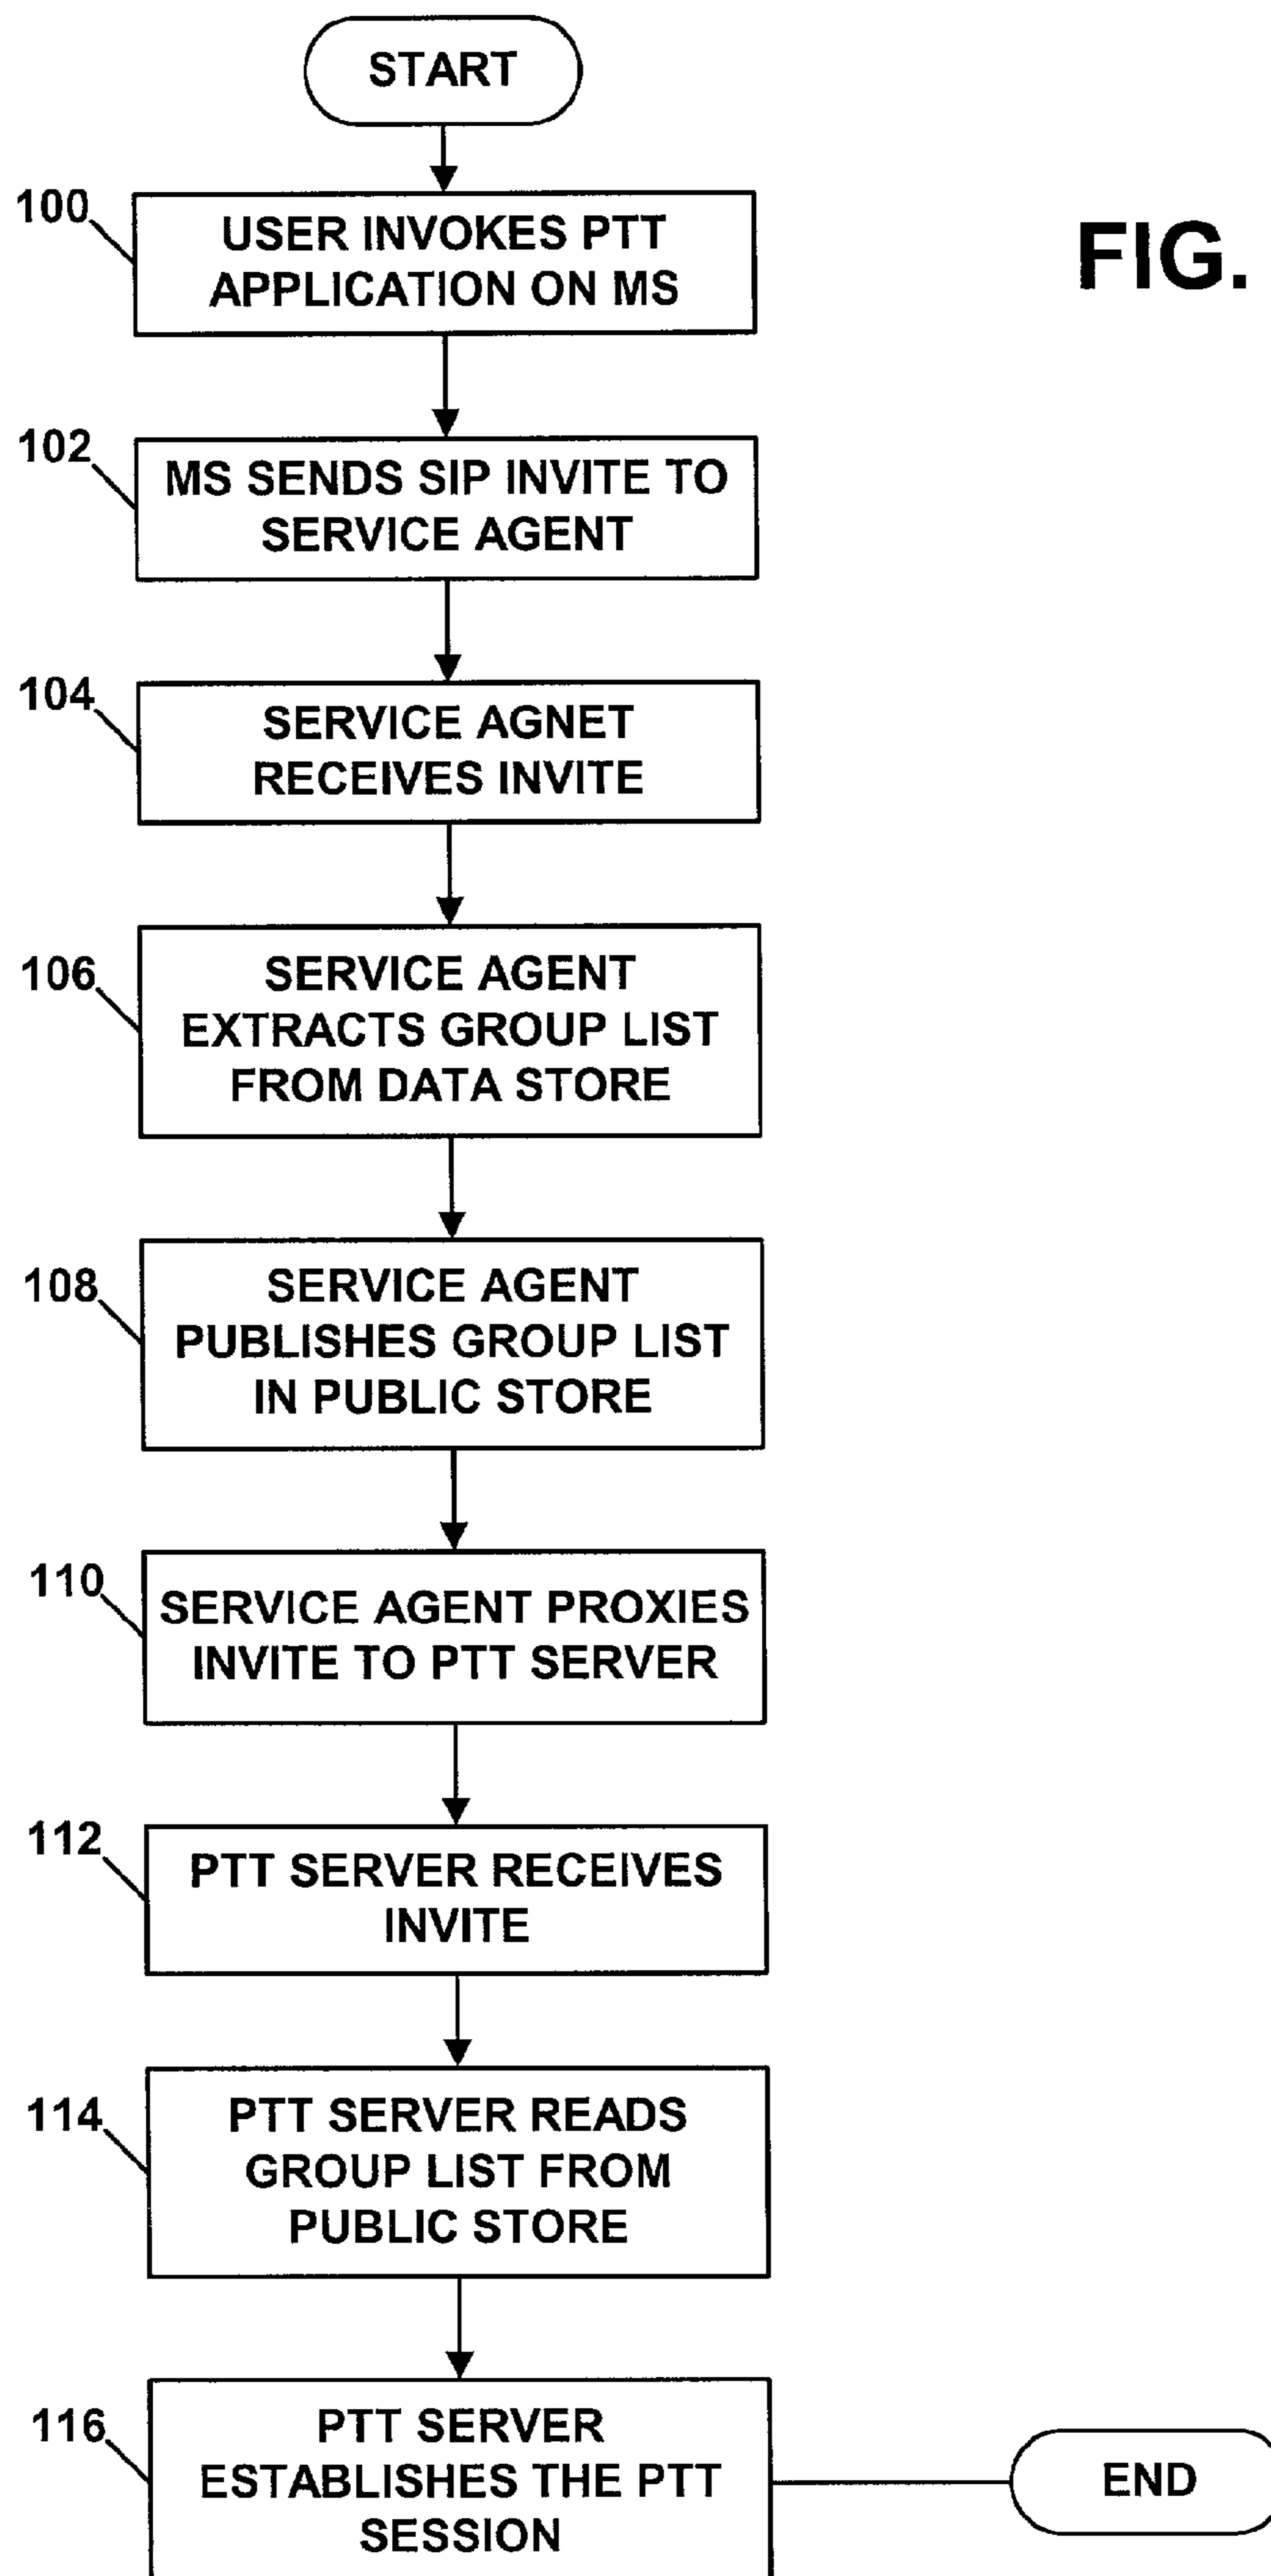 START
100
USER INVOKES PTT
APPLICATION ON MS
FIG.
102
MS SENDS SIP INVITE TO
SERVICE AGENT
104
SERVICE AGNET
RECEIVES INVITE
106
SERVICE AGENT
EXTRACTS GROUP LIST
FROM DATA STORE
108
SERVICE AGENT
PUBLISHES GROUP LIST
IN PUBLIC STORE
110
SERVICE AGENT PROXIES
INVITE TO PTT SERVER
112
PTT SERVER RECEIVES
INVITE
114
PTT SERVER READS
GROUP LIST FROM
PUBLIC STORE
116
PTT SERVER
ESTABLISHES THE PTT
SESSION
END